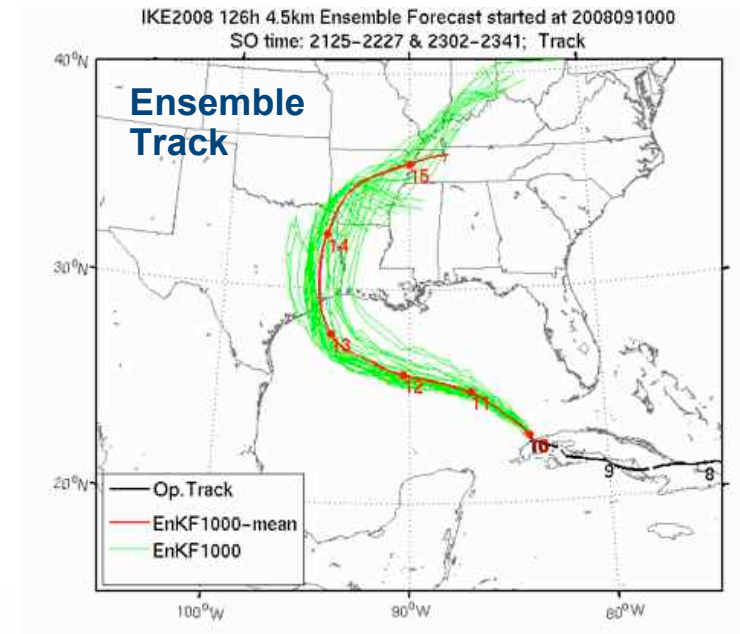 IKE2008 126h 4.5km Ensemble Forecast started at 2008091000
SO time: 2125-2227 & 2302-2341; Track
40°N
Ensemble
Track
15
14
30°N
13
12
11
10
9
8
20°N
Op.Track
EnKF1000-mean
EnKF1000
100°W
90°W
80°W